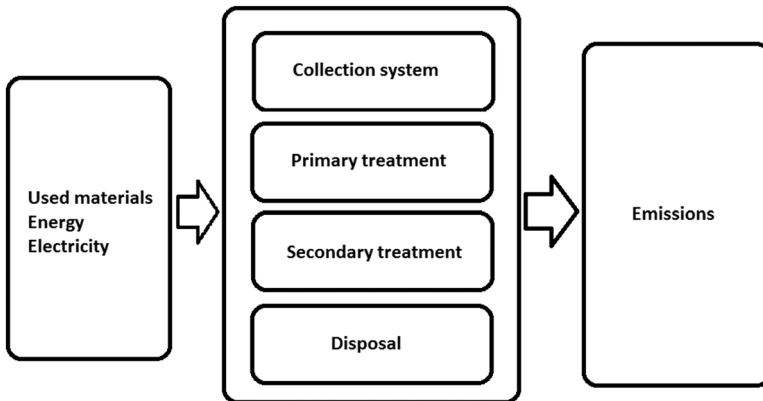 Used materials
Energy
Electricity
Collection system
Primary treatment
Secondary treatment
Disposal
Emissions